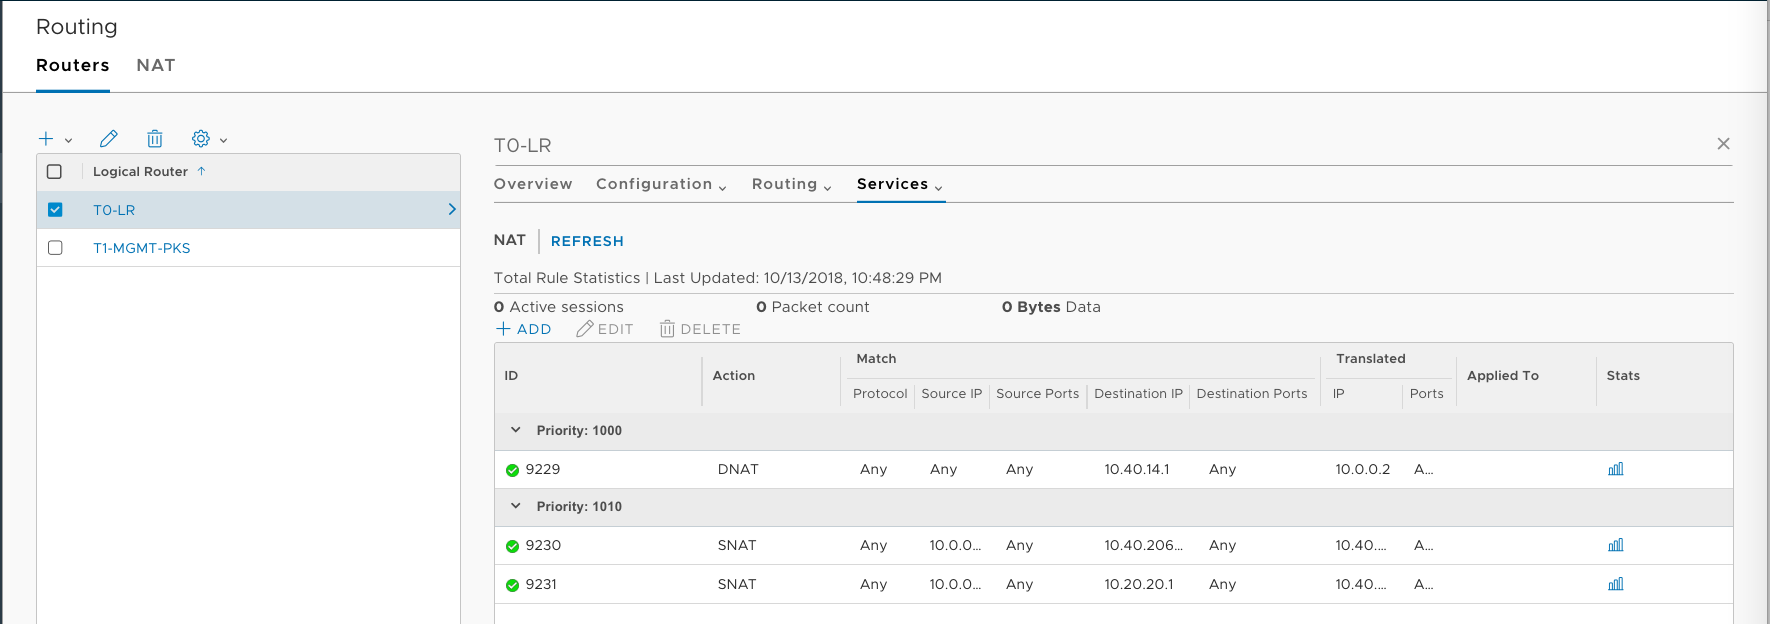 Routing
Routers NAT
Logical Router
T0-LR
T1-MGMT-PKS
T0-LR
Overview Configuration Routing Services
NAT REFRESH
Total Rule Statistics | Last Updated: 10/13/2018, 10:48:29 PM
0 Active sessions 0 Packet count 0 Bytes Data
ADD EDIT DELETE
Match Translated
ID Action Applied To Stats
Protocol Source IP Source Ports Destination IP Destination Ports IP Ports
Priority: 1000
9229 DNAT Any Any Any 10.40.14.1 Any 10.0.0.2 A...
Priority: 1010
9230 SNAT Any 10.0.0... Any 10.40.206... Any 10.40.... A...
9231 SNAT Any 10.0.0... Any 10.20.20.1 Any 10.40.... A...